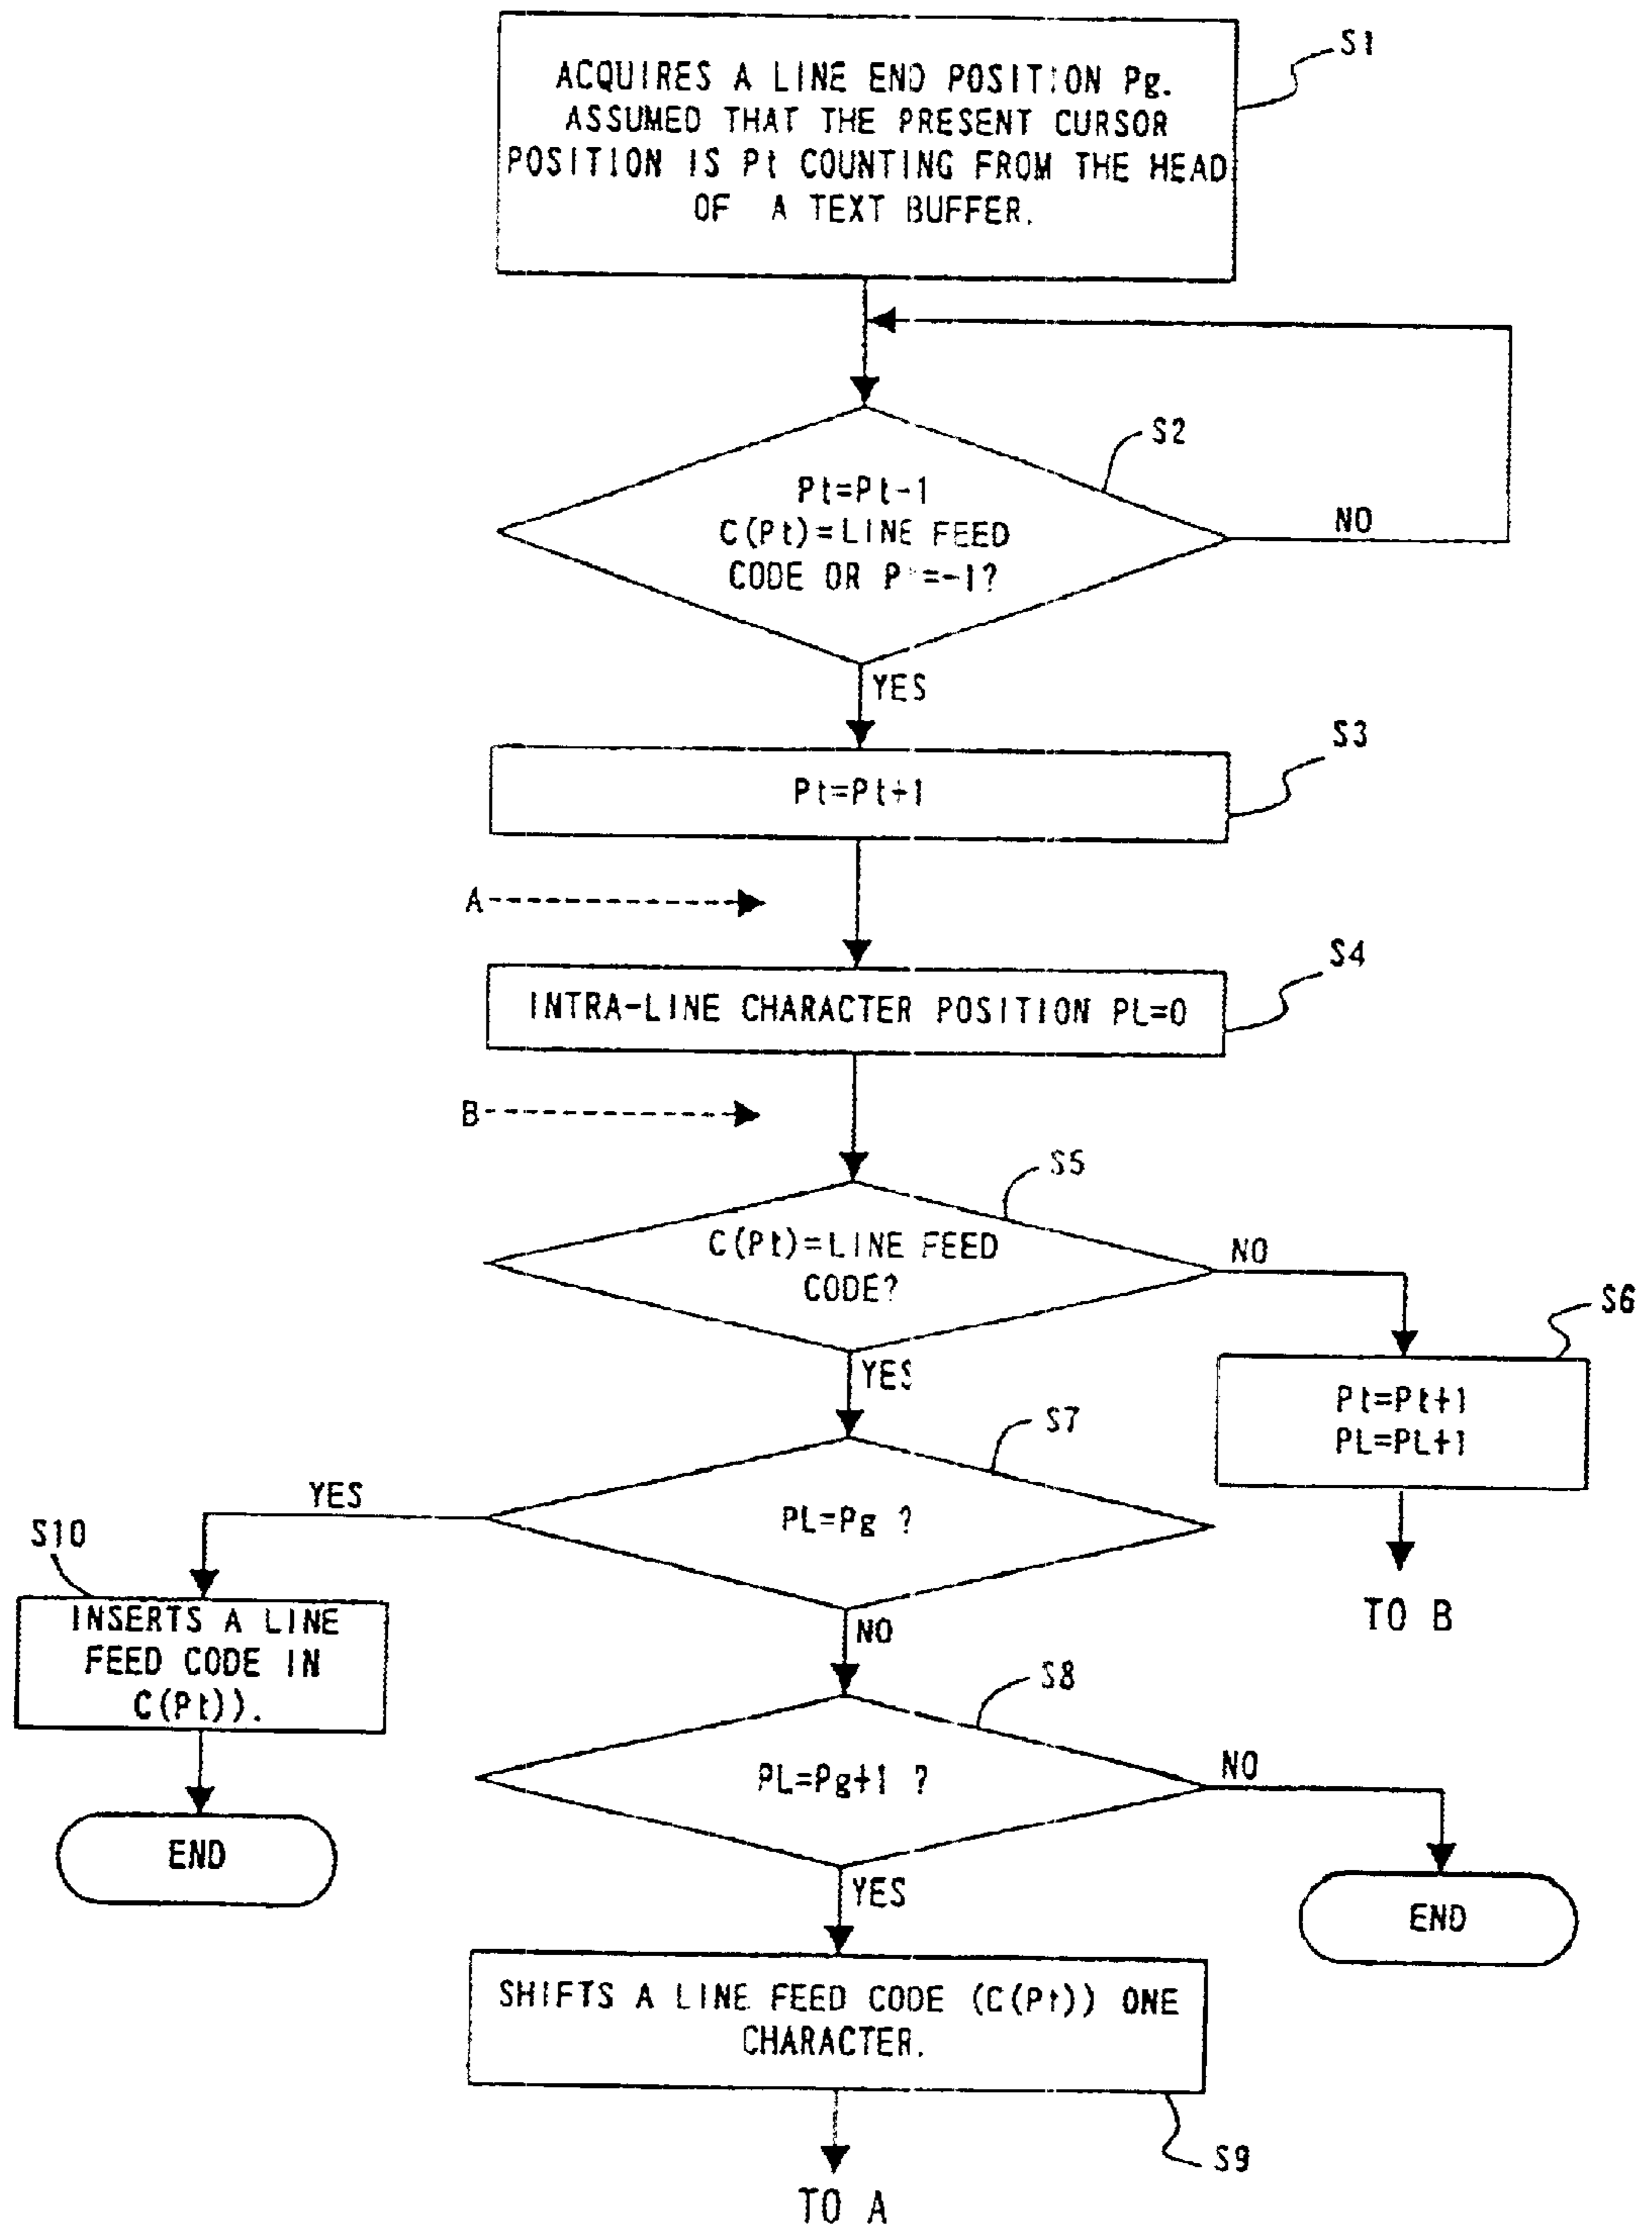 S1
ACQUIRES A LINE END POSITION Pg.
ASSUMED THAT THE PRESENT CURSOR
POSITION IS Pt COUNTING FROM THE HEAD
OF A TEXT BUFFER.
S2
Pt=Pt-1
C(Pt)=LINE FEED
CODE OR =-1?
NO
YES
S3
Pt=Pt+1
A
S4
INTRA-LINE CHARACTER POSITION PL=0
B
S5
C(Pt)=LINE FEED
CODE?
NO
S6
YES
Pt=Pt+1
PL=PL+1
S7
YES
PL=Pg ?
S10
TO B
INSERTS A LINE
FEED CODE IN
C(Pt)).
NO
S8
PL=Pg+1 ?
NO
END
YES
END
SHIFTS A LINE FEED CODE (C(Pt)) ONE
CHARACTER.
S9
TO A